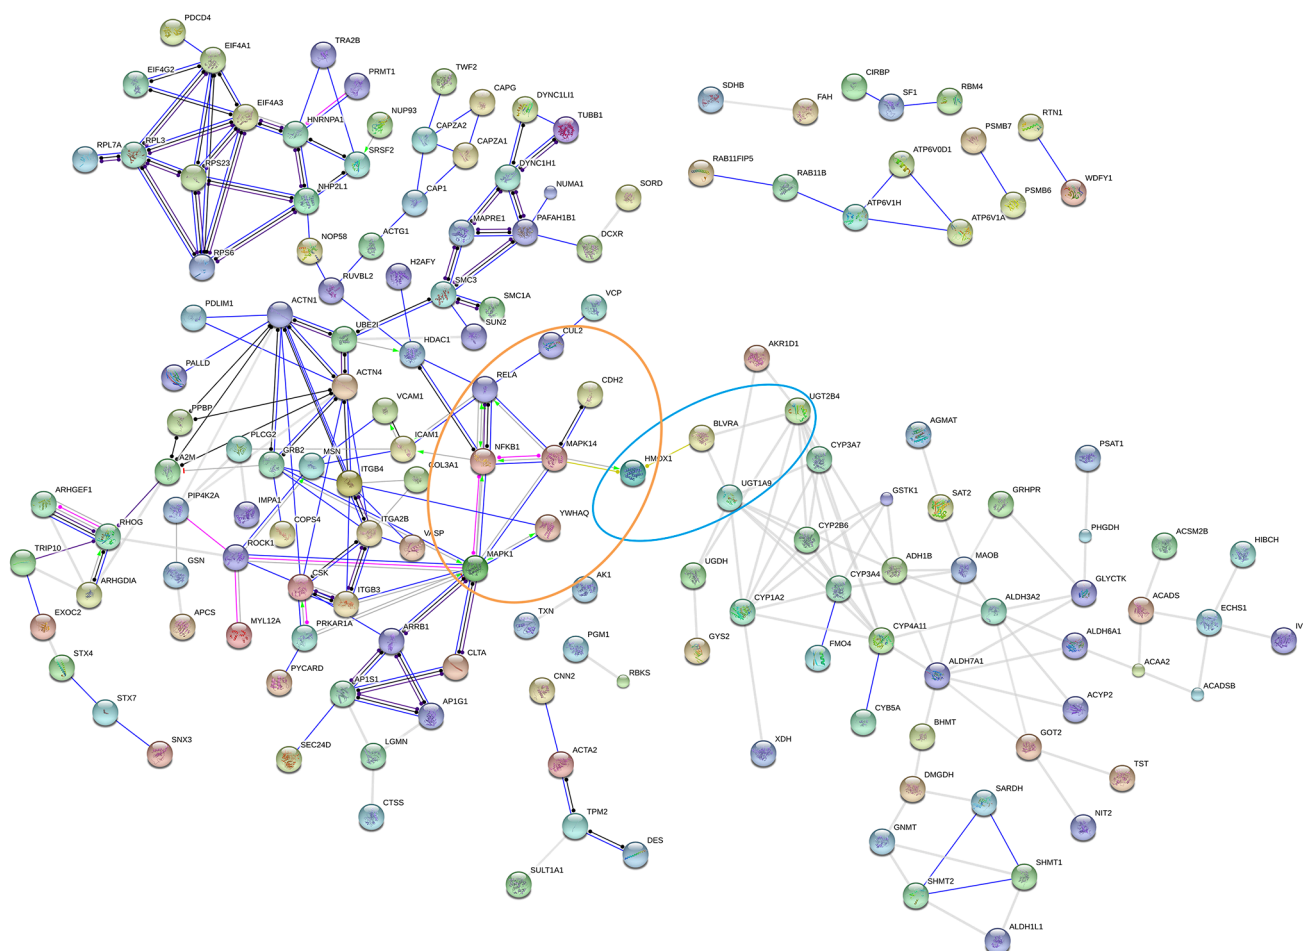 PDCD4
EIF4A1
TRA2B
EIF4G2
PRMT1
TWF2
CAPG
DYNC1LI1
TUBB1
EIF4A3
HNRNPA1
NUP93
CAPZA2
CAPZA1
SRSF2
RPL7A
RPL3
RPS23
NHP2L1
CAP1
DYNC1H1
NUMA1
SORD
MAPRE1
PAFAH1B1
NOP58
ACTG1
DCXR
RPS6
RUVBL2
H2AFY
SMC3
SMC1A
VCP
SUN2
CUL2
SDHB
FAH
CIRBP
SF1
RBM4
PSMB7
RTN1
RAB11FIP5
RAB11B
ATP6V0D1
PSMB6
WDFY1
ATP6V1H
ATP6V1A
PDLIM1
ACTN1
UBE2I
HDAC1
PALLD
ACTN4
RELA
CDH2
PPBP
VCAM1
PLCG2
ICAM1
NFKB1
MAPK14
A2M
GRB2
MSN
ITGB4
COL3A1
HMOX1
AKR1D1
UGT2B4
BLVRA
CYP3A7
AGMAT
UGT1A9
GSTK1
SAT2
GRHPR
PSAT1
ARHGEF1
RHOG
PIP4K2A
IMPA1
COPS4
ITGA2B
VASP
YWHAQ
CYP2B6
PHGDH
ACSM2B
HIBCH
TRIP10
ARHGDIA
GSN
ROCK1
CSK
ITGB3
MAPK1
AK1
UGDH
CYP1A2
CYP3A4
ADH1B
MAOB
ALDH3A2
GLYCTK
ACADS
ECHS1
IV
EXOC2
APCS
MYL12A
PRKAR1A
ARRB1
TXN
GYS2
FMO4
CYP4A11
ALDH6A1
ACAA2
STX4
PYCARD
CLTA
PGM1
RBKS
ALDH7A1
ACADSB
STX7
AP1S1
AP1G1
CNN2
CYB5A
ACYP2
SNX3
SEC24D
LGMN
ACTA2
XDH
BHMT
GOT2
TST
CTSS
TPM2
DES
DMGDH
SARDH
NIT2
GNMT
SULT1A1
SHMT2
SHMT1
ALDH1L1